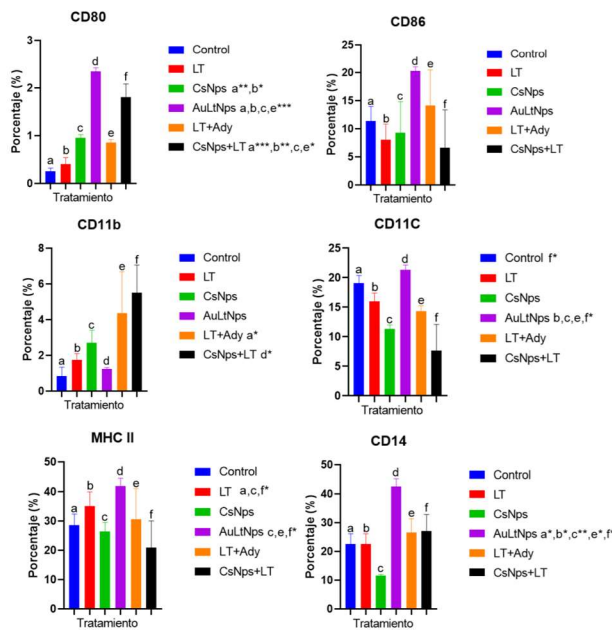 CD80
Porcentaje (%)
3
2
1
0
a
b
c
d
e
f
Tratamiento
Control
LT
CsNps a**,b*
AuLtNps a,b,c,e***
LT+Ady
CsNps+LT a***,b**,c,e*
CD86
Porcentaje (%)
25
20
15
10
5
0
a
b
c
d
e
f
Tratamiento
Control
LT
CsNps
AuLtNps
LT+Ady
CsNps+LT
CD11b
Porcentaje (%)
8
6
4
2
0
a
b
c
d
e
f
Tratamiento
Control
LT
CsNps
AuLtNps
LT+Ady a*
CsNps+LT d*
CD11C
Porcentaje (%)
25
20
15
10
5
0
a
b
c
d
e
f
Tratamiento
Control f*
LT
CsNps
AuLtNps b,c,e,f*
LT+Ady
CsNps+LT
MHC II
Porcentaje (%)
50
40
30
20
10
0
a
b
c
d
e
f
Tratamiento
Control
LT a,c,f*
CsNps
AuLtNps c,e,f*
LT+Ady
CsNps+LT
CD14
Porcentaje (%)
50
40
30
20
10
0
a
b
c
d
e
f
Tratamiento
Control
LT
CsNps
AuLtNps a*,b*,c**,e*,f*
LT+Ady
CsNps+LT